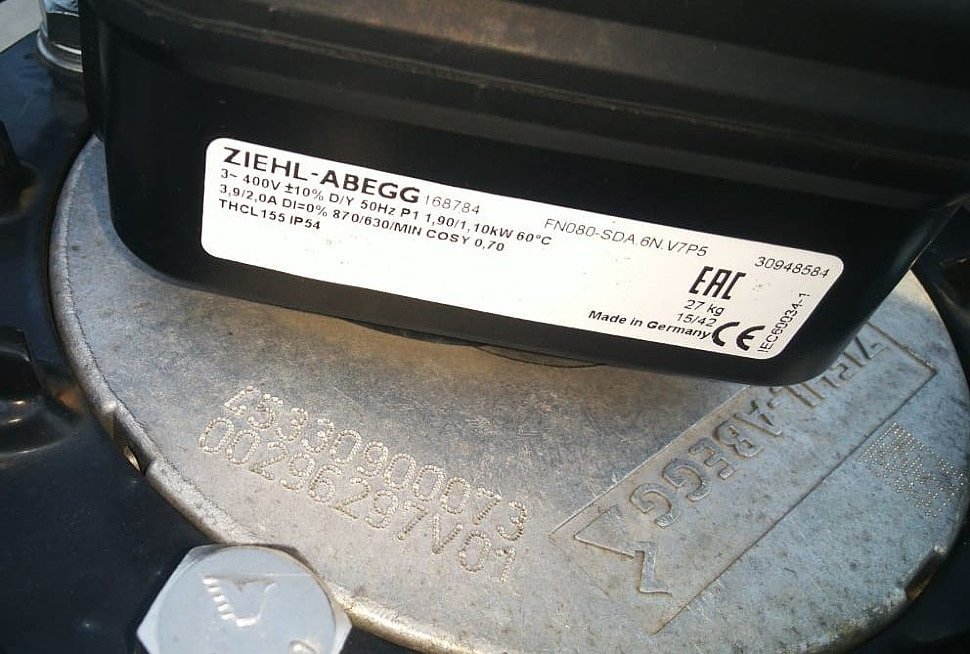 ZIEHL-ABEGG 168784 FN080-SDA.6N.V7P5 30948584
3~ 400V ±10% D/Y 50Hz P1 1,90/1,10kW 60°C
3,9/2,0A DI=0% 870/630/MIN COSY 0,70
THCL155 IP54
EAC
27 kg
15/42
Made in Germany CE
IEC60034-1
ZIEHL-ABEGG
00296297N01